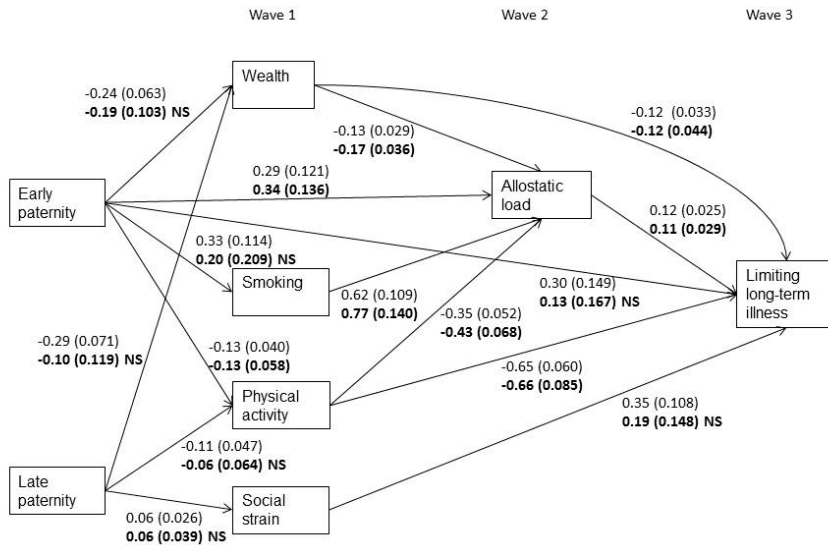 Wave 1
Wave 2
Wave 3
Wealth
-0.24 (0.063)
-0.19 (0.103) NS
-0.12 (0.033)
-0.12 (0.044)
-0.13 (0.029)
-0.17 (0.036)
0.29 (0.121)
0.34 (0.136)
Early
paternity
Allostatic
load
0.12 (0.025)
0.11 (0.029)
0.33 (0.114)
0.20 (0.209) NS
Smoking
0.62 (0.109)
0.77 (0.140)
-0.35 (0.052)
-0.43 (0.068)
0.30 (0.149)
0.13 (0.167) NS
Limiting
long-term
illness
-0.29 (0.071)
-0.10 (0.119) NS
-0.13 (0.040)
-0.13 (0.058)
Physical
activity
-0.65 (0.060)
-0.66 (0.085)
0.35 (0.108)
0.19 (0.148) NS
-0.11 (0.047)
-0.06 (0.064) NS
Late
paternity
Social
strain
0.06 (0.026)
0.06 (0.039) NS